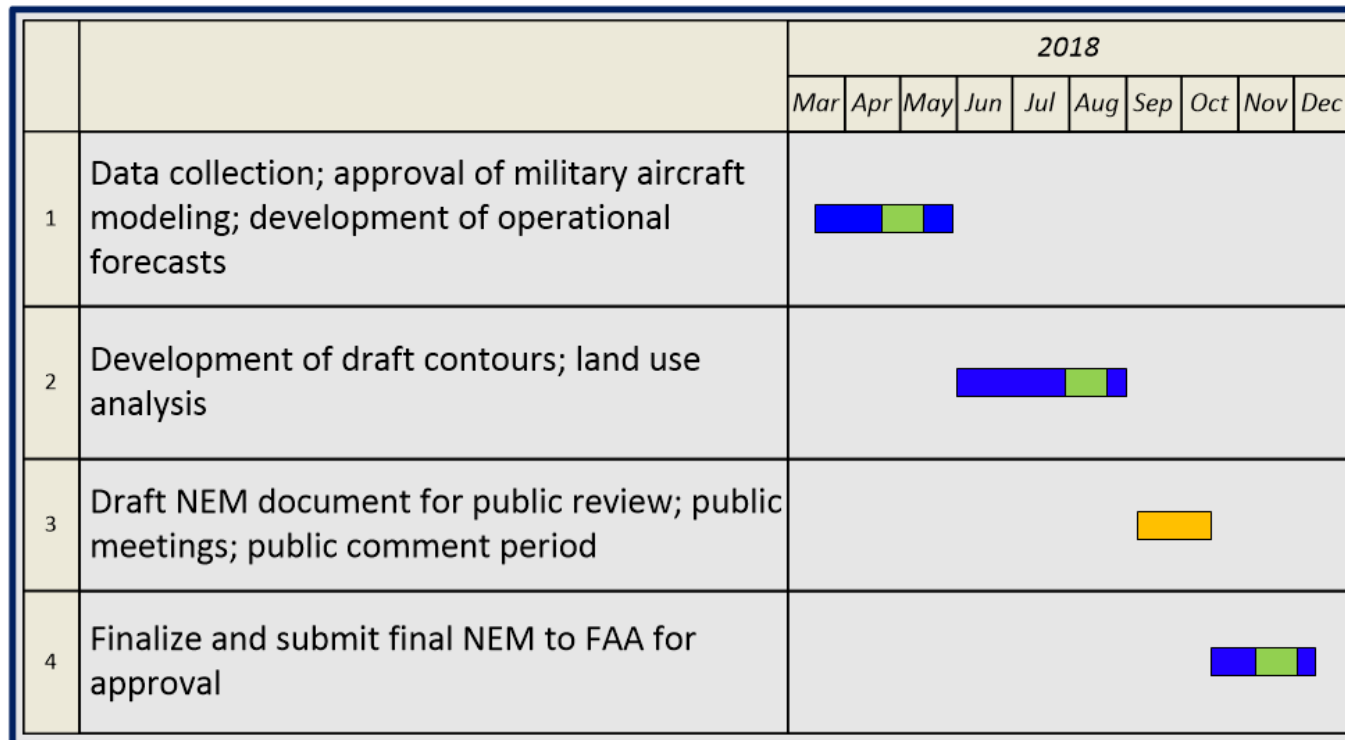 2018
Mar Apr May Jun Jul Aug Sep Oct Nov Dec
1
Data collection; approval of military aircraft
modeling; development of operational
forecasts
2
Development of draft contours; land use
analysis
3
Draft NEM document for public review; public
meetings; public comment period
4
Finalize and submit final NEM to FAA for
approval